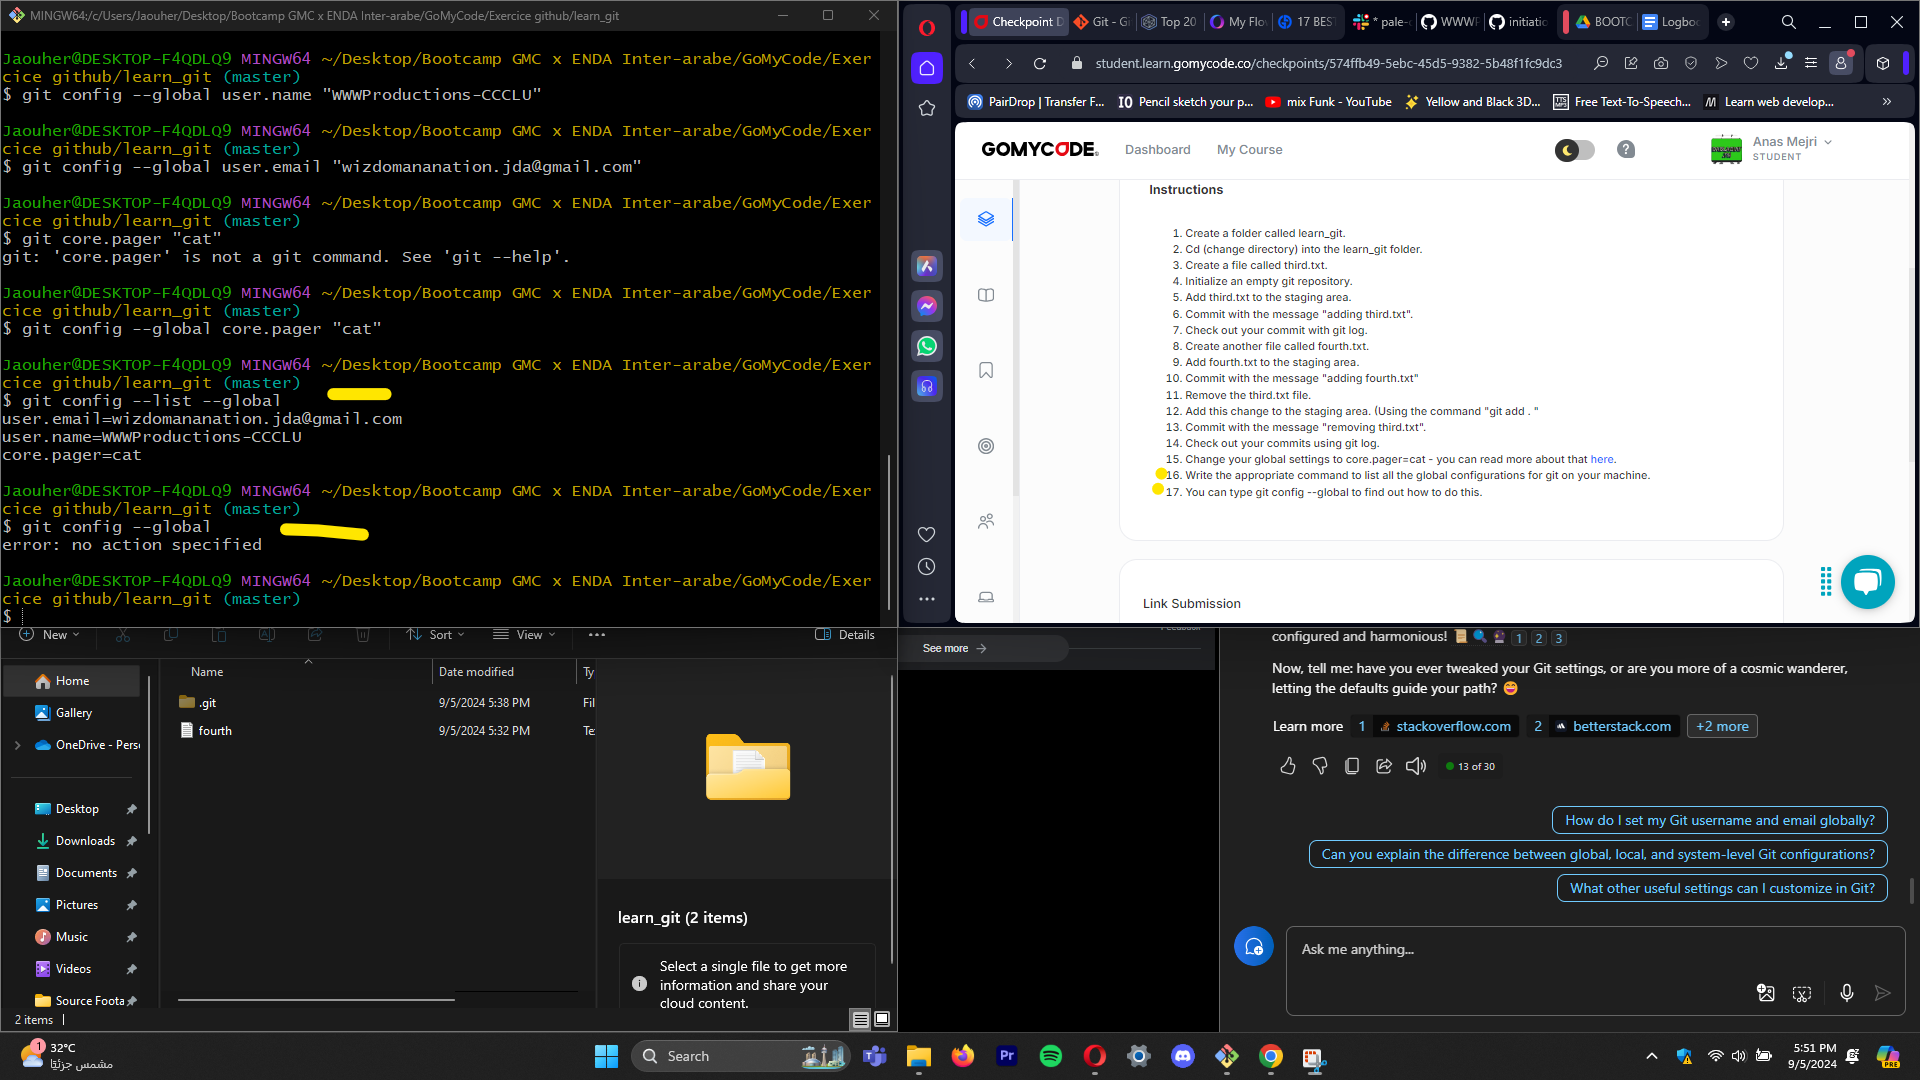 MINGW64:/c/Users/Jaouher/Desktop/Bootcamp GMC x ENDA Inter-arabe/GoMyCode/Exercice github/learn_git
Jaouher@DESKTOP-F4QDLQ9 MINGW64 ~/Desktop/Bootcamp GMC x ENDA Inter-arabe/GoMyCode/Exer
cice github/learn_git (master)
$ git config --global user.name "WWWProductions-CCCLU"
Jaouher@DESKTOP-F4QDLQ9 MINGW64 ~/Desktop/Bootcamp GMC x ENDA Inter-arabe/GoMyCode/Exer
cice github/learn_git (master)
$ git config --global user.email "wizdomananation.jda@gmail.com"
Jaouher@DESKTOP-F4QDLQ9 MINGW64 ~/Desktop/Bootcamp GMC x ENDA Inter-arabe/GoMyCode/Exer
cice github/learn_git (master)
$ git core.pager "cat"
git: 'core.pager' is not a git command. See 'git --help'.
Jaouher@DESKTOP-F4QDLQ9 MINGW64 ~/Desktop/Bootcamp GMC x ENDA Inter-arabe/GoMyCode/Exer
cice github/learn_git (master)
$ git config --global core.pager "cat"
Jaouher@DESKTOP-F4QDLQ9 MINGW64 ~/Desktop/Bootcamp GMC x ENDA Inter-arabe/GoMyCode/Exer
cice github/learn_git (master)
$ git config --list --global
user.email=wizdomananation.jda@gmail.com
user.name=WWWProductions-CCCLU
core.pager=cat
Jaouher@DESKTOP-F4QDLQ9 MINGW64 ~/Desktop/Bootcamp GMC x ENDA Inter-arabe/GoMyCode/Exer
cice github/learn_git (master)
$ git config --global
error: no action specified
Jaouher@DESKTOP-F4QDLQ9 MINGW64 ~/Desktop/Bootcamp GMC x ENDA Inter-arabe/GoMyCode/Exer
cice github/learn_git (master)
$
Checkpoint D Git - Gi Top 20 My Flov 17 BES * pale- WWWP initiatio BOOTC Logboo
student.learn.gomycode.co/checkpoints/574ffb49-5ebc-45d5-9382-5b48f1fc9dc3
PairDrop | Transfer F... Pencil sketch your p... mix Funk - YouTube Yellow and Black 3D... Free Text-To-Speech... Learn web develop...
GOMYCODE. Dashboard My Course Anas Mejri
STUDENT
Instructions
1. Create a folder called learn_git.
2. Cd (change directory) into the learn_git folder.
3. Create a file called third.txt.
4. Initialize an empty git repository.
5. Add third.txt to the staging area.
6. Commit with the message "adding third.txt".
7. Check out your commit with git log.
8. Create another file called fourth.txt.
9. Add fourth.txt to the staging area.
10. Commit with the message "adding fourth.txt"
11. Remove the third.txt file.
12. Add this change to the staging area. (Using the command "git add . "
13. Commit with the message "removing third.txt".
14. Check out your commits using git log.
15. Change your global settings to core.pager=cat - you can read more about that here.
16. Write the appropriate command to list all the global configurations for git on your machine.
17. You can type git config --global to find out how to do this.
Link Submission
New Sort View Details
Name Date modified Ty
Home
Gallery
OneDrive - Perso
Desktop
Downloads
Documents
Pictures
Music
Videos
Source Foota
.git 9/5/2024 5:38 PM Fil
fourth 9/5/2024 5:32 PM Te
learn_git (2 items)
Select a single file to get more
information and share your
cloud content.
2 items
See more
configured and harmonious! 1 2 3
Now, tell me: have you ever tweaked your Git settings, or are you more of a cosmic wanderer,
letting the defaults guide your path?
Learn more 1 stackoverflow.com 2 betterstack.com +2 more
13 of 30
How do I set my Git username and email globally?
Can you explain the difference between global, local, and system-level Git configurations?
What other useful settings can I customize in Git?
Ask me anything...
1 32°C
مشمس جزئيًا
Search
Pr
5:51 PM
9/5/2024
PRE